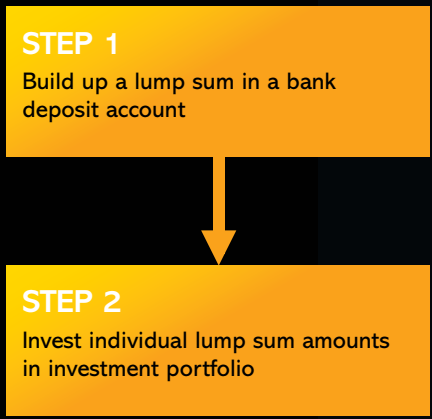 STEP 1
Build up a lump sum in a bank
deposit account
STEP 2
Invest individual lump sum amounts
in investment portfolio